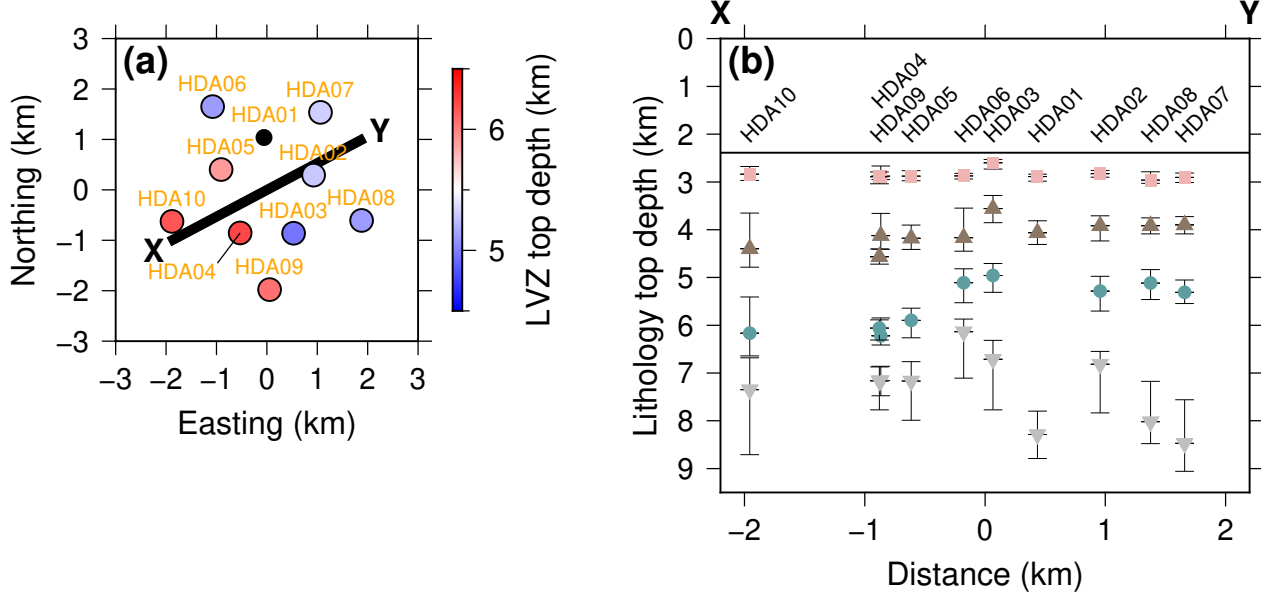 (a)
3
2
1
0
−1
−2
−3
Northing (km)
−3 −2 −1 0 1 2 3
Easting (km)
HDA06
HDA07
HDA01
Y
HDA05
HDA02
HDA10
HDA03
HDA08
X
HDA04
HDA09
6
5
LVZ top depth (km)
X
Y
(b)
HDA10
HDA09
HDA04
HDA05
HDA06
HDA03
HDA01
HDA02
HDA08
HDA07
0
1
2
3
4
5
6
7
8
9
Lithology top depth (km)
−2 −1 0 1 2
Distance (km)